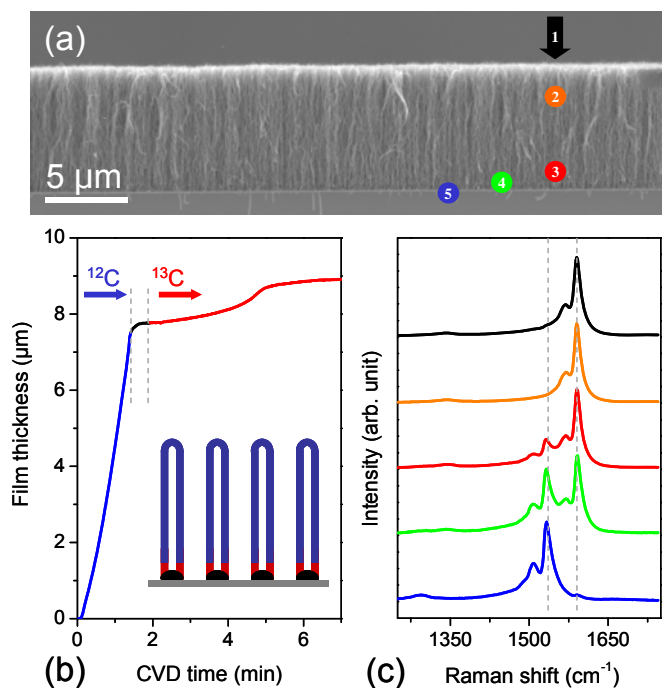 (a)
1
2
3
4
5
5 μm
10
8
6
4
2
0
Film thickness (μm)
¹²C
¹³C
0
2
4
6
CVD time (min)
(b)
Intensity (arb. unit)
1350
1500
1650
Raman shift (cm⁻¹)
(c)